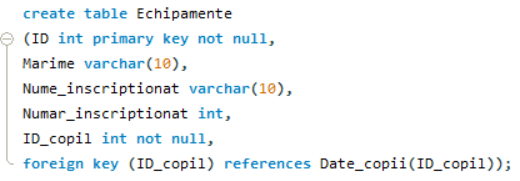 create table Echipamente
(ID int primary key not null,
Marime varchar(10),
Nume_inscriptionat varchar(10),
Numar_inscriptionat int,
ID_copil int not null,
foreign key (ID_copil) references Date_copii(ID_copil));